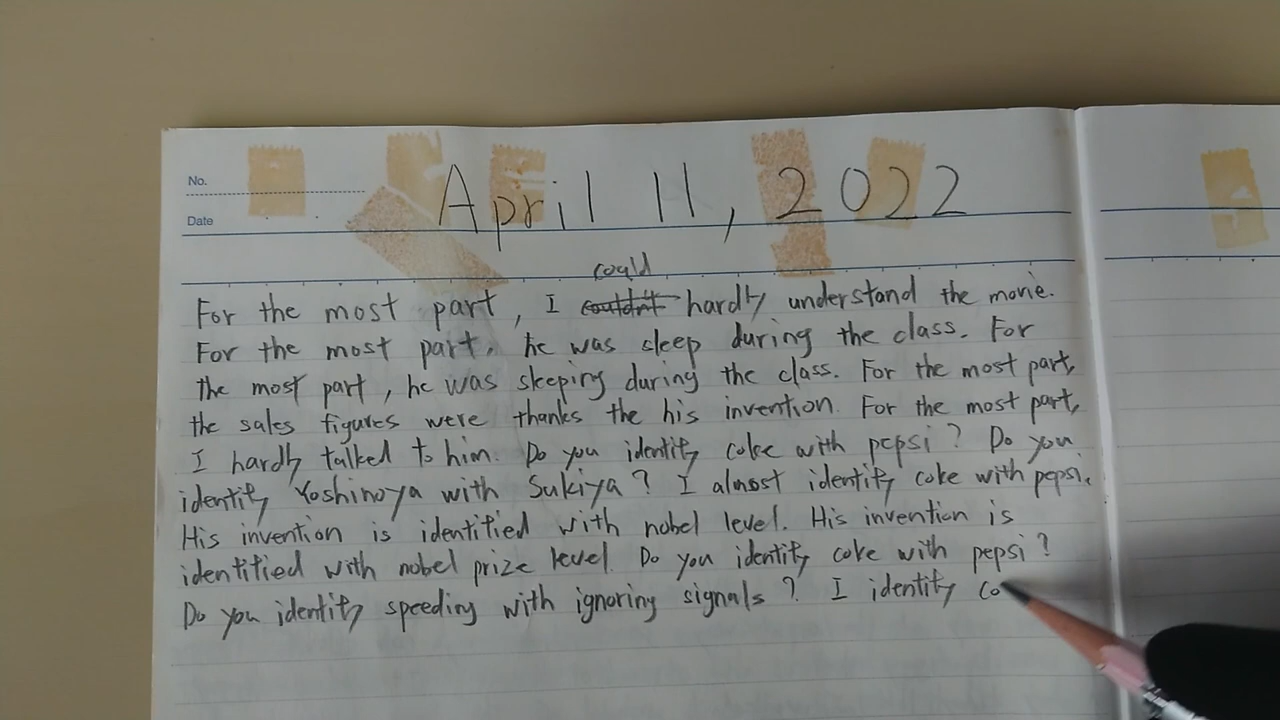 No.
Date
April 11, 2022
could
For the most part, I couldn't hardly understand the movie.
For the most part, he was sleep during the class. For
the most part, he was sleeping during the class. For the most part,
the sales figures were thanks the his invention. For the most part,
I hardly talked to him. Do you identify coke with pepsi? Do you
identify Yoshinoya with Sukiya? I almost identify coke with pepsi.
His invention is identified with nobel level. His invention is
identified with nobel prize level. Do you identify coke with pepsi?
Do you identify speeding with ignoring signals? I identify co